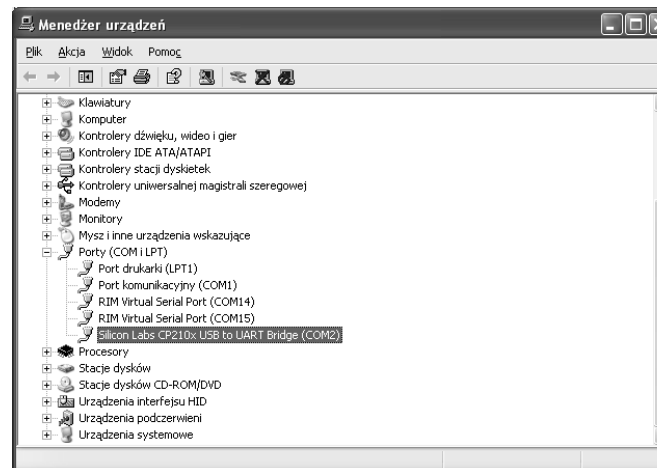 Menedżer urządzeń
Plik Akcja Widok Pomoc
Klawiatury
Komputer
Kontrolery dźwięku, wideo i gier
Kontrolery IDE ATA/ATAPI
Kontrolery stacji dyskietek
Kontrolery uniwersalnej magistrali szeregowej
Modemy
Monitory
Mysz i inne urządzenia wskazujące
Porty (COM i LPT)
Port drukarki (LPT1)
Port komunikacyjny (COM1)
RIM Virtual Serial Port (COM14)
RIM Virtual Serial Port (COM15)
Silicon Labs CP210x USB to UART Bridge (COM2)
Procesory
Stacje dysków
Stacje dysków CD-ROM/DVD
Urządzenia interfejsu HID
Urządzenia podczerwieni
Urządzenia systemowe